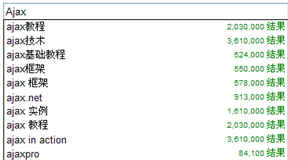 Ajax
ajax教程 2,030,000 结果
ajax技术 3,610,000 结果
ajax基础教程 524,000 结果
ajax框架 550,000 结果
ajax 框架 578,000 结果
ajax.net 913,000 结果
ajax 实例 1,610,000 结果
ajax 教程 2,030,000 结果
ajax in action 3,610,000 结果
ajaxpro 84,100 结果